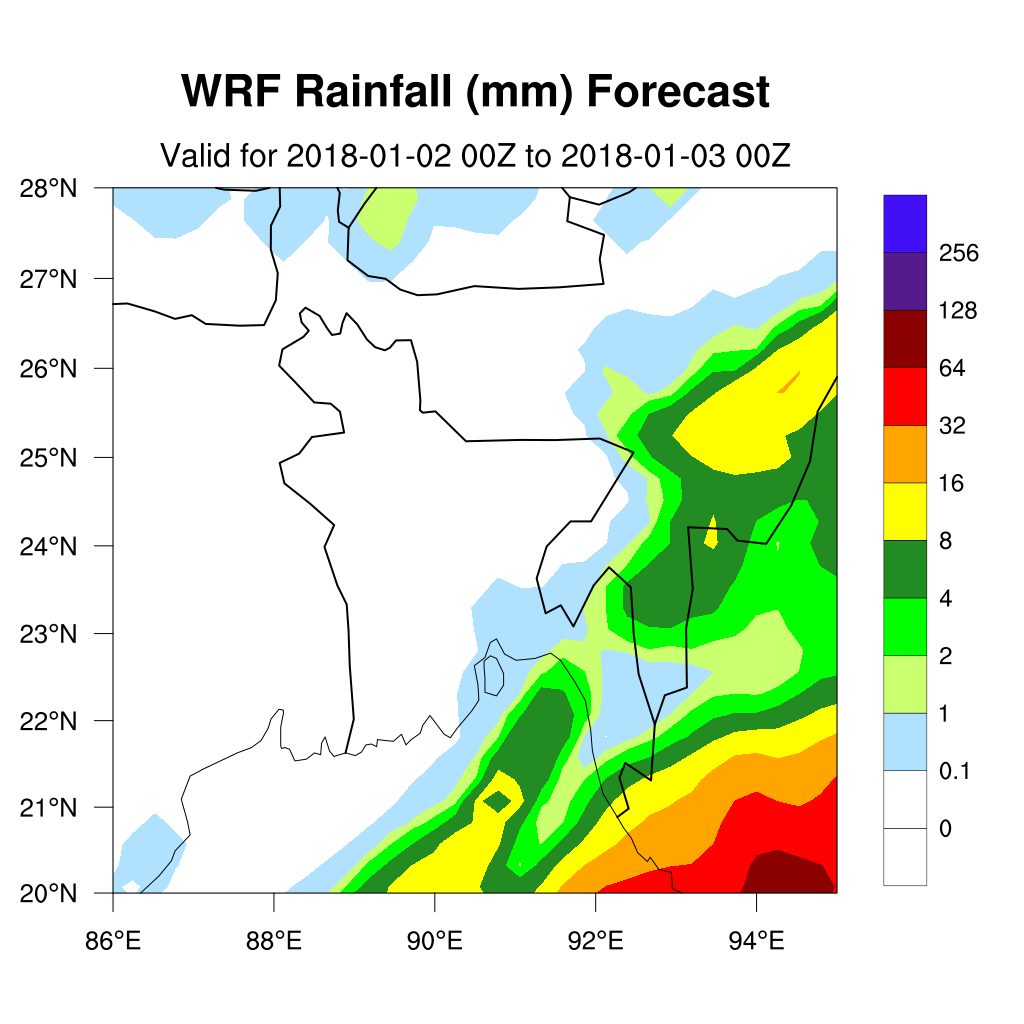 WRF Rainfall (mm) Forecast
Valid for 2018-01-02 00Z to 2018-01-03 00Z
28°N
27°N
26°N
25°N
24°N
23°N
22°N
21°N
20°N
86°E 88°E 90°E 92°E 94°E
256
128
64
32
16
8
4
2
1
0.1
0